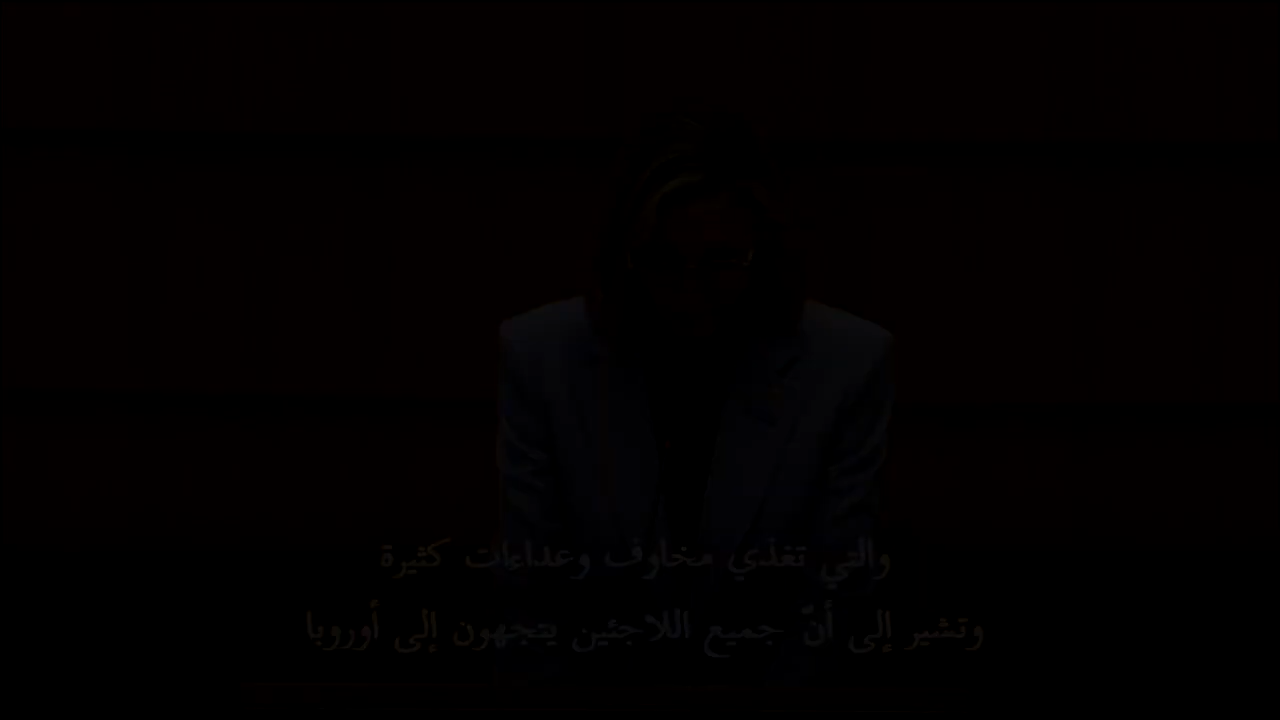 والتي تغذي مخاوف وعداءات كثيرة
وتشير إلى أنّ جميع اللاجئين يتجهون إلى أوروبا